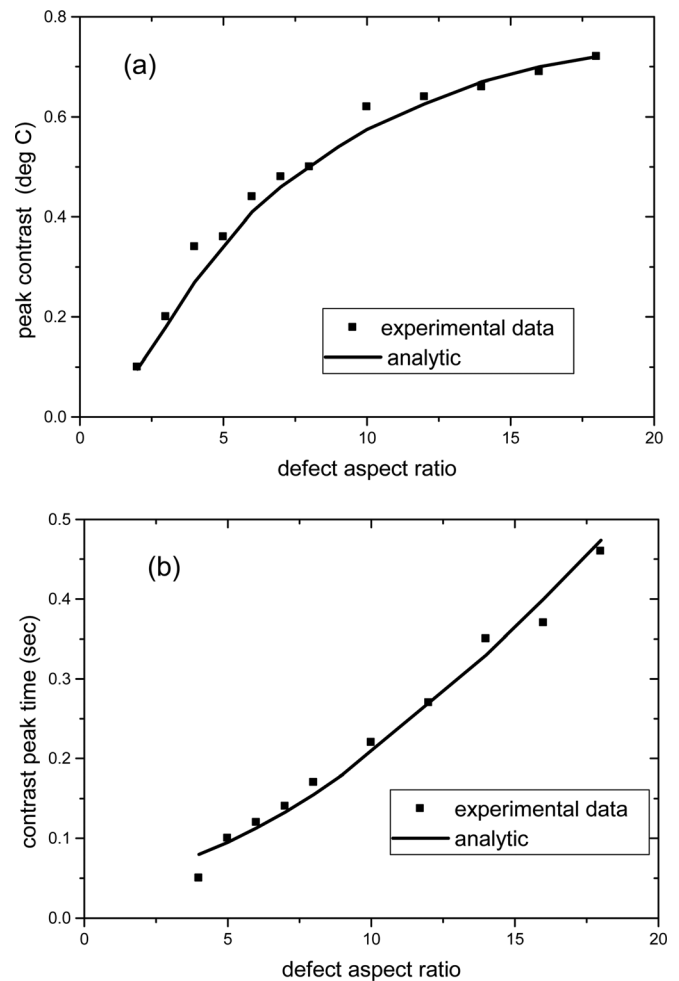 0.8
(a)
0.6
peak contrast (deg C)
0.4
experimental data
0.2
analytic
0.0
0 5 10 15 20
defect aspect ratio
0.5
(b)
0.4
contrast peak time (sec)
0.3
0.2
experimental data
0.1
analytic
0.0
0 5 10 15 20
defect aspect ratio